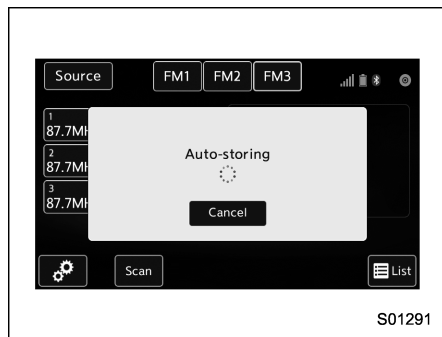 Source
FM1 FM2 FM3
1
87.7MH
2
87.7MH
3
87.7MH
Auto-storing
Cancel
Scan
List
S01291